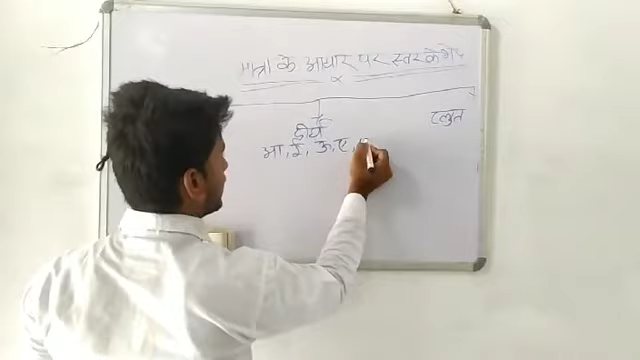 मात्रा के आधार पर स्वर के भेद
दीर्घ
प्लुत
आ, ई, ऊ, ए,